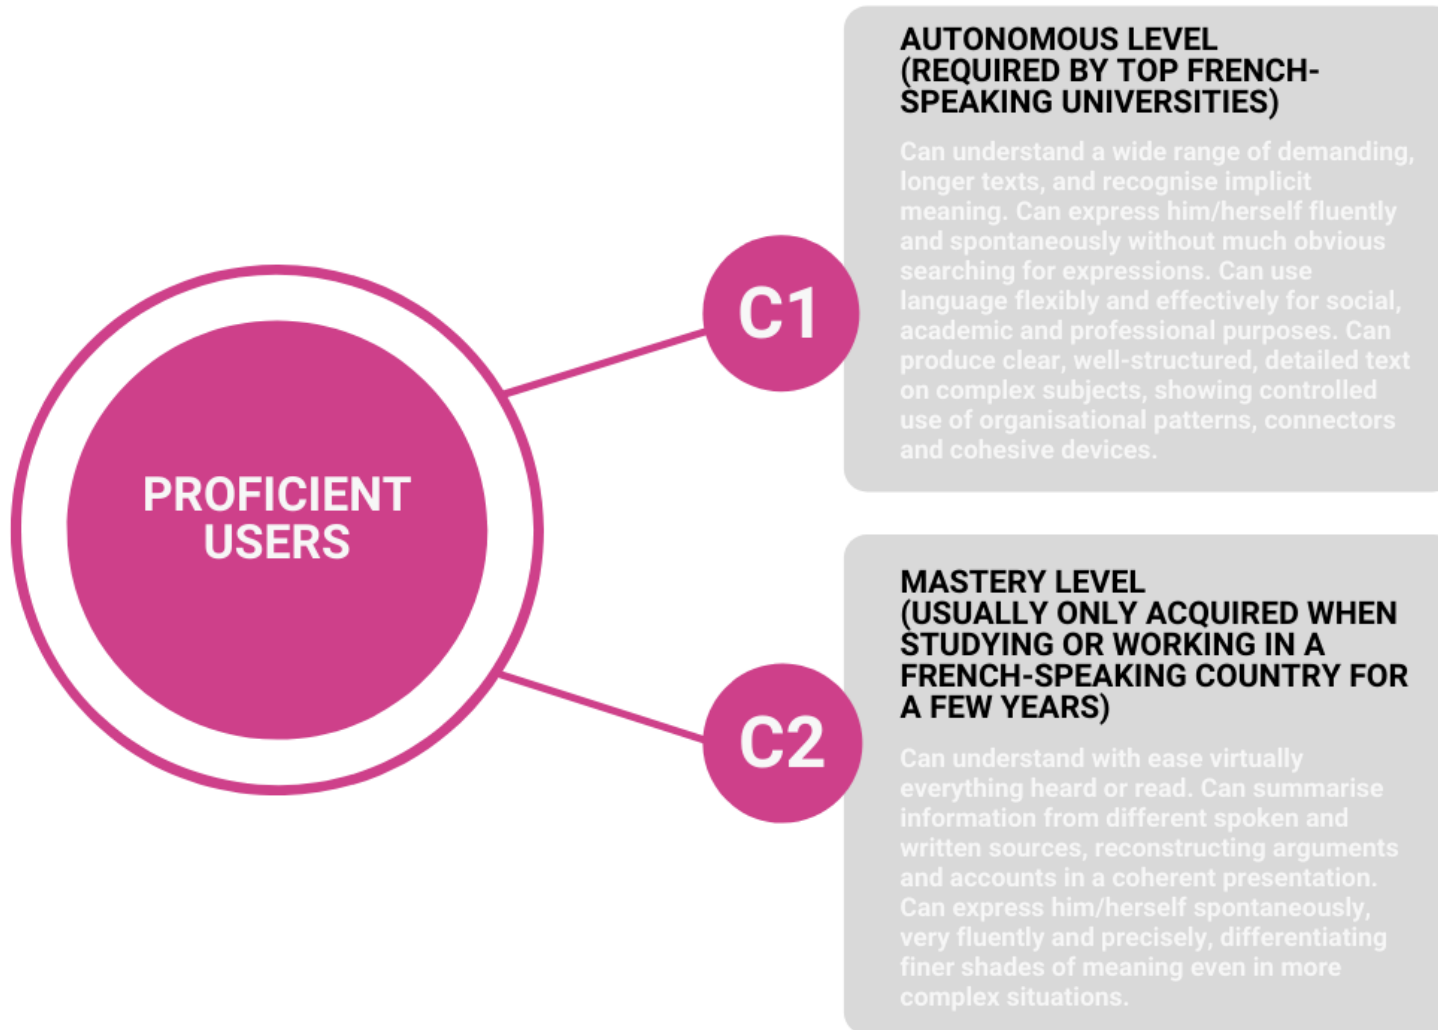 PROFICIENT
USERS
C1
AUTONOMOUS LEVEL
(REQUIRED BY TOP FRENCH-
SPEAKING UNIVERSITIES)
Can understand a wide range of demanding,
longer texts, and recognise implicit
meaning. Can express him/herself fluently
and spontaneously without much obvious
searching for expressions. Can use
language flexibly and effectively for social,
academic and professional purposes. Can
produce clear, well-structured, detailed text
on complex subjects, showing controlled
use of organisational patterns, connectors
and cohesive devices.
C2
MASTERY LEVEL
(USUALLY ONLY ACQUIRED WHEN
STUDYING OR WORKING IN A
FRENCH-SPEAKING COUNTRY FOR
A FEW YEARS)
Can understand with ease virtually
everything heard or read. Can summarise
information from different spoken and
written sources, reconstructing arguments
and accounts in a coherent presentation.
Can express him/herself spontaneously,
very fluently and precisely, differentiating
finer shades of meaning even in more
complex situations.